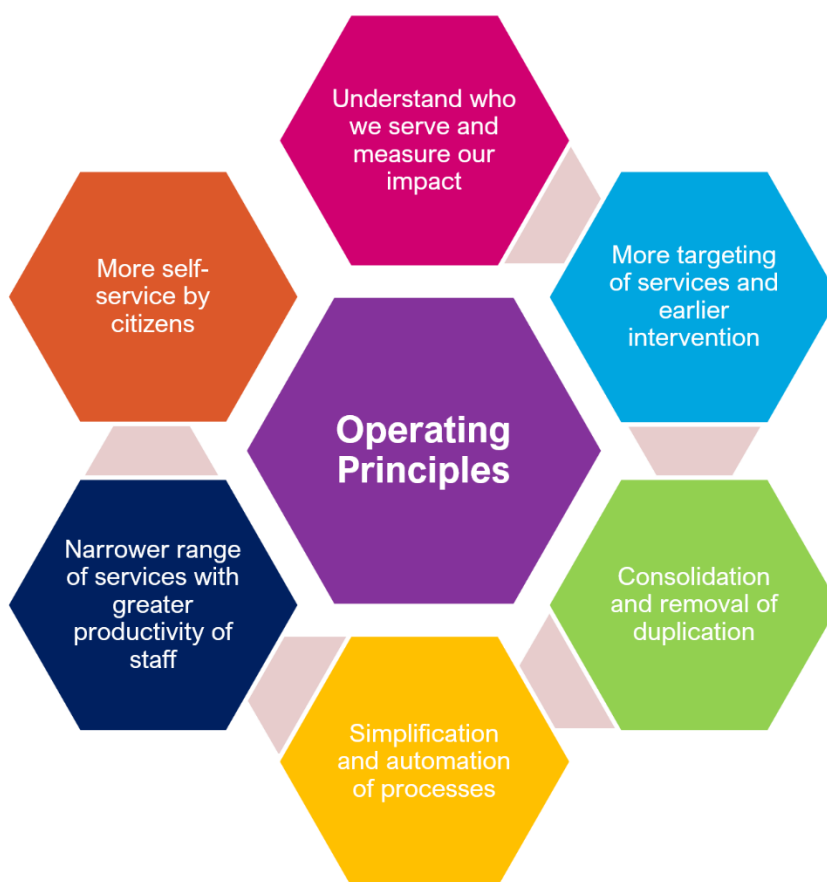 Understand who
we serve and
measure our
impact
More self-
service by
citizens
More targeting
of services and
earlier
intervention
Operating
Principles
Narrower range
of services with
greater
productivity of
staff
Consolidation
and removal of
duplication
Simplification
and automation
of processes